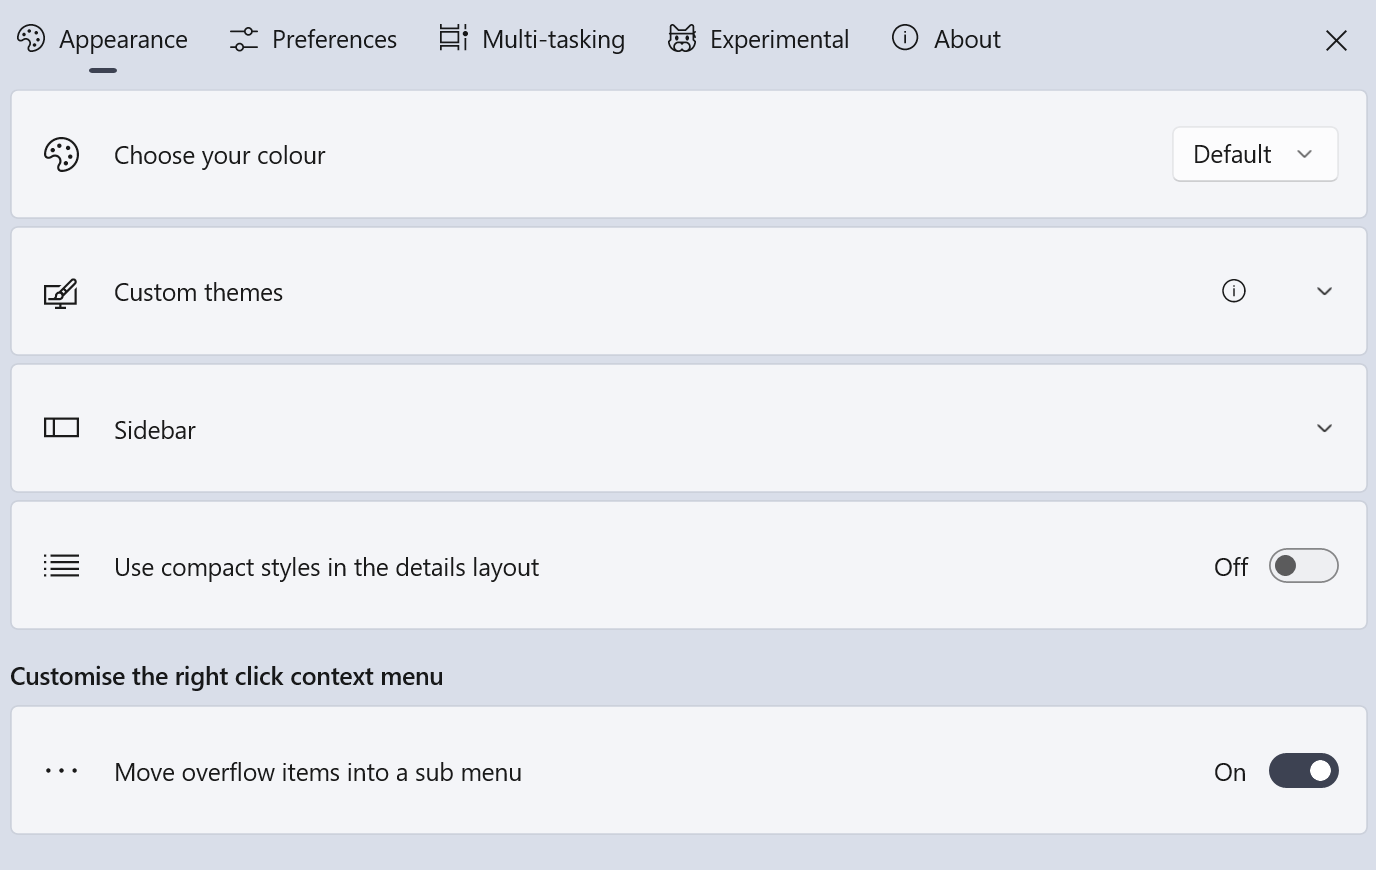 Appearance Preferences Multi-tasking Experimental About
Choose your colour Default
Custom themes
Sidebar
Use compact styles in the details layout Off
Customise the right click context menu
Move overflow items into a sub menu On